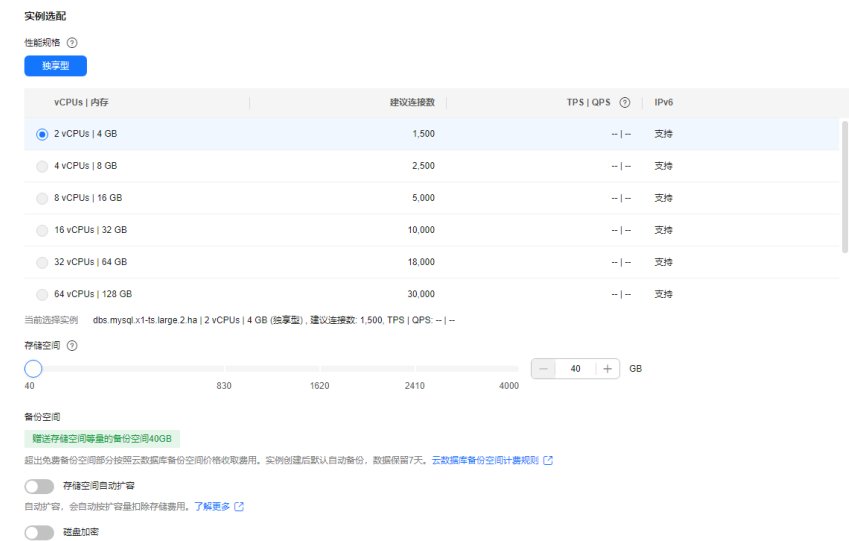 实例选配
性能规格 ?
独享型
vCPUs | 内存 建议连接数 TPS | QPS ? IPv6
2 vCPUs | 4 GB 1,500 -- | -- 支持
4 vCPUs | 8 GB 2,500 -- | -- 支持
8 vCPUs | 16 GB 5,000 -- | -- 支持
16 vCPUs | 32 GB 10,000 -- | -- 支持
32 vCPUs | 64 GB 18,000 -- | -- 支持
64 vCPUs | 128 GB 30,000 -- | -- 支持
当前选择实例 dbs.mysql.x1-ts.large.2.ha | 2 vCPUs | 4 GB (独享型) , 建议连接数: 1,500, TPS | QPS: -- | --
存储空间 ?
− 40 + GB
40 830 1620 2410 4000
备份空间
赠送存储空间等量的备份空间40GB
超出免费备份空间部分按照云数据库备份空间价格收取费用。实例创建后默认自动备份，数据保留7天。云数据库备份空间计费规则
存储空间自动扩容
自动扩容，会自动按扩容量扣除存储费用。了解更多
磁盘加密